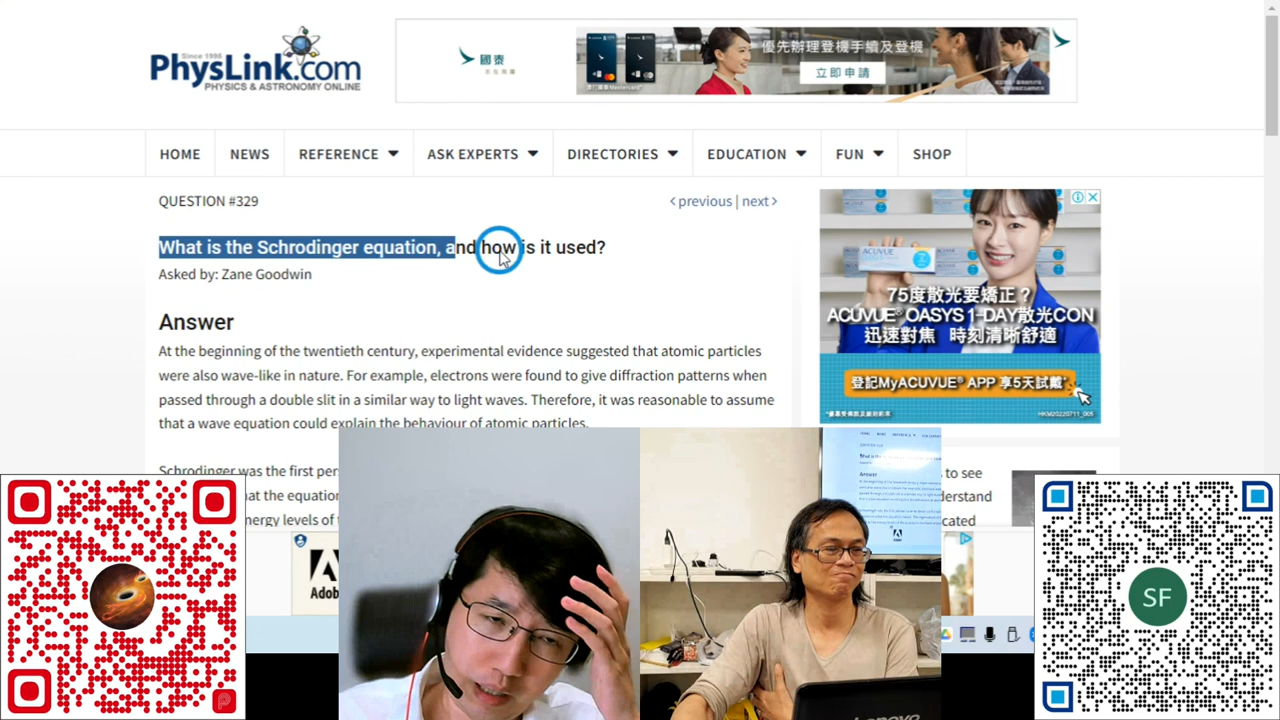 Since 1995
PhysLink.com
PHYSICS & ASTRONOMY ONLINE
國泰
優先辦理登機手續及登機
立即申請
HOME
NEWS
REFERENCE
ASK EXPERTS
DIRECTORIES
EDUCATION
FUN
SHOP
QUESTION #329
previous | next
What is the Schrodinger equation, and how is it used?
Asked by: Zane Goodwin
Answer
At the beginning of the twentieth century, experimental evidence suggested that atomic particles
were also wave-like in nature. For example, electrons were found to give diffraction patterns when
passed through a double slit in a similar way to light waves. Therefore, it was reasonable to assume
that a wave equation could explain the behaviour of atomic particles.
Schrodinger was the first per
at the equation
nergy levels of
75度散光要矯正？
ACUVUE® OASYS 1-DAY散光CON
迅速對焦 時刻清晰舒適
登記MyACUVUE® APP 享5天試戴*
HKM20220711_005
s to see
nderstand
cated
Adob
SF
Lenovo